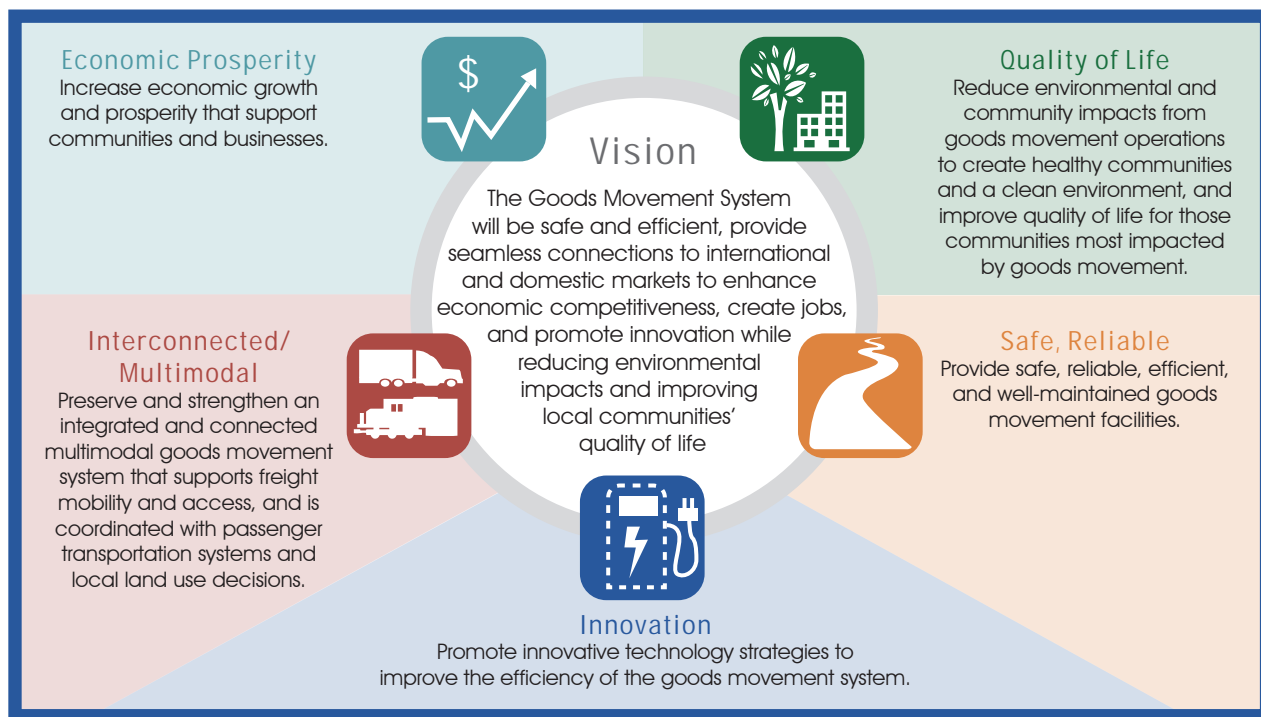 Economic Prosperity
Increase economic growth
and prosperity that support
communities and businesses.
$
Quality of Life
Reduce environmental and
community impacts from
goods movement operations
to create healthy communities
and a clean environment, and
improve quality of life for those
communities most impacted
by goods movement.
Vision
The Goods Movement System
will be safe and efficient, provide
seamless connections to international
and domestic markets to enhance
economic competitiveness, create jobs,
and promote innovation while
reducing environmental
impacts and improving
local communities’
quality of life
Interconnected/
Multimodal
Preserve and strengthen an
integrated and connected
multimodal goods movement
system that supports freight
mobility and access, and is
coordinated with passenger
transportation systems and
local land use decisions.
Safe, Reliable
Provide safe, reliable, efficient,
and well-maintained goods
movement facilities.
Innovation
Promote innovative technology strategies to
improve the efficiency of the goods movement system.